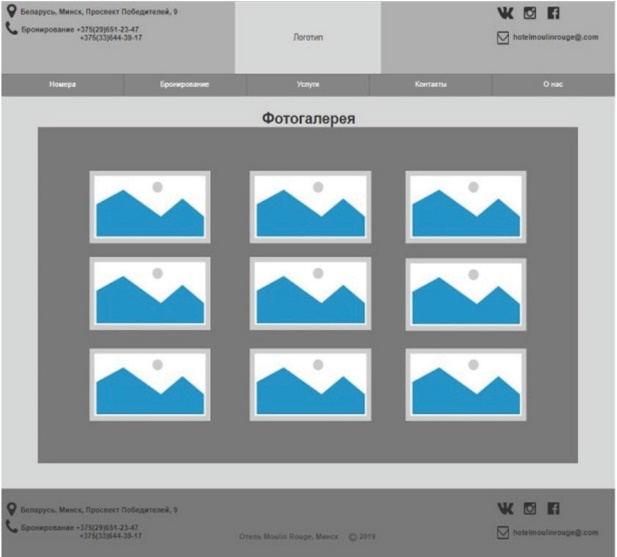 Беларусь, Минск, Проспект Победителей, 9
Бронирование +375(29)651-23-47
+375(33)644-39-17
Логотип
hotelmoulinrouge@.com
Номера
Бронирование
Услуги
Контакты
О нас
Фотогалерея
Беларусь, Минск, Проспект Победителей, 9
Бронирование +375(29)651-23-47
+375(33)644-39-17
Отель Moulin Rouge, Минск © 2019
hotelmoulinrouge@.com